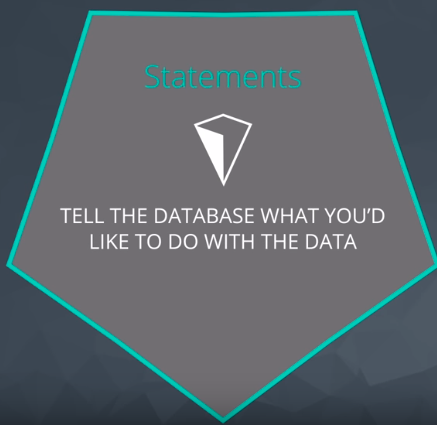 Statements
TELL THE DATABASE WHAT YOU'D
LIKE TO DO WITH THE DATA